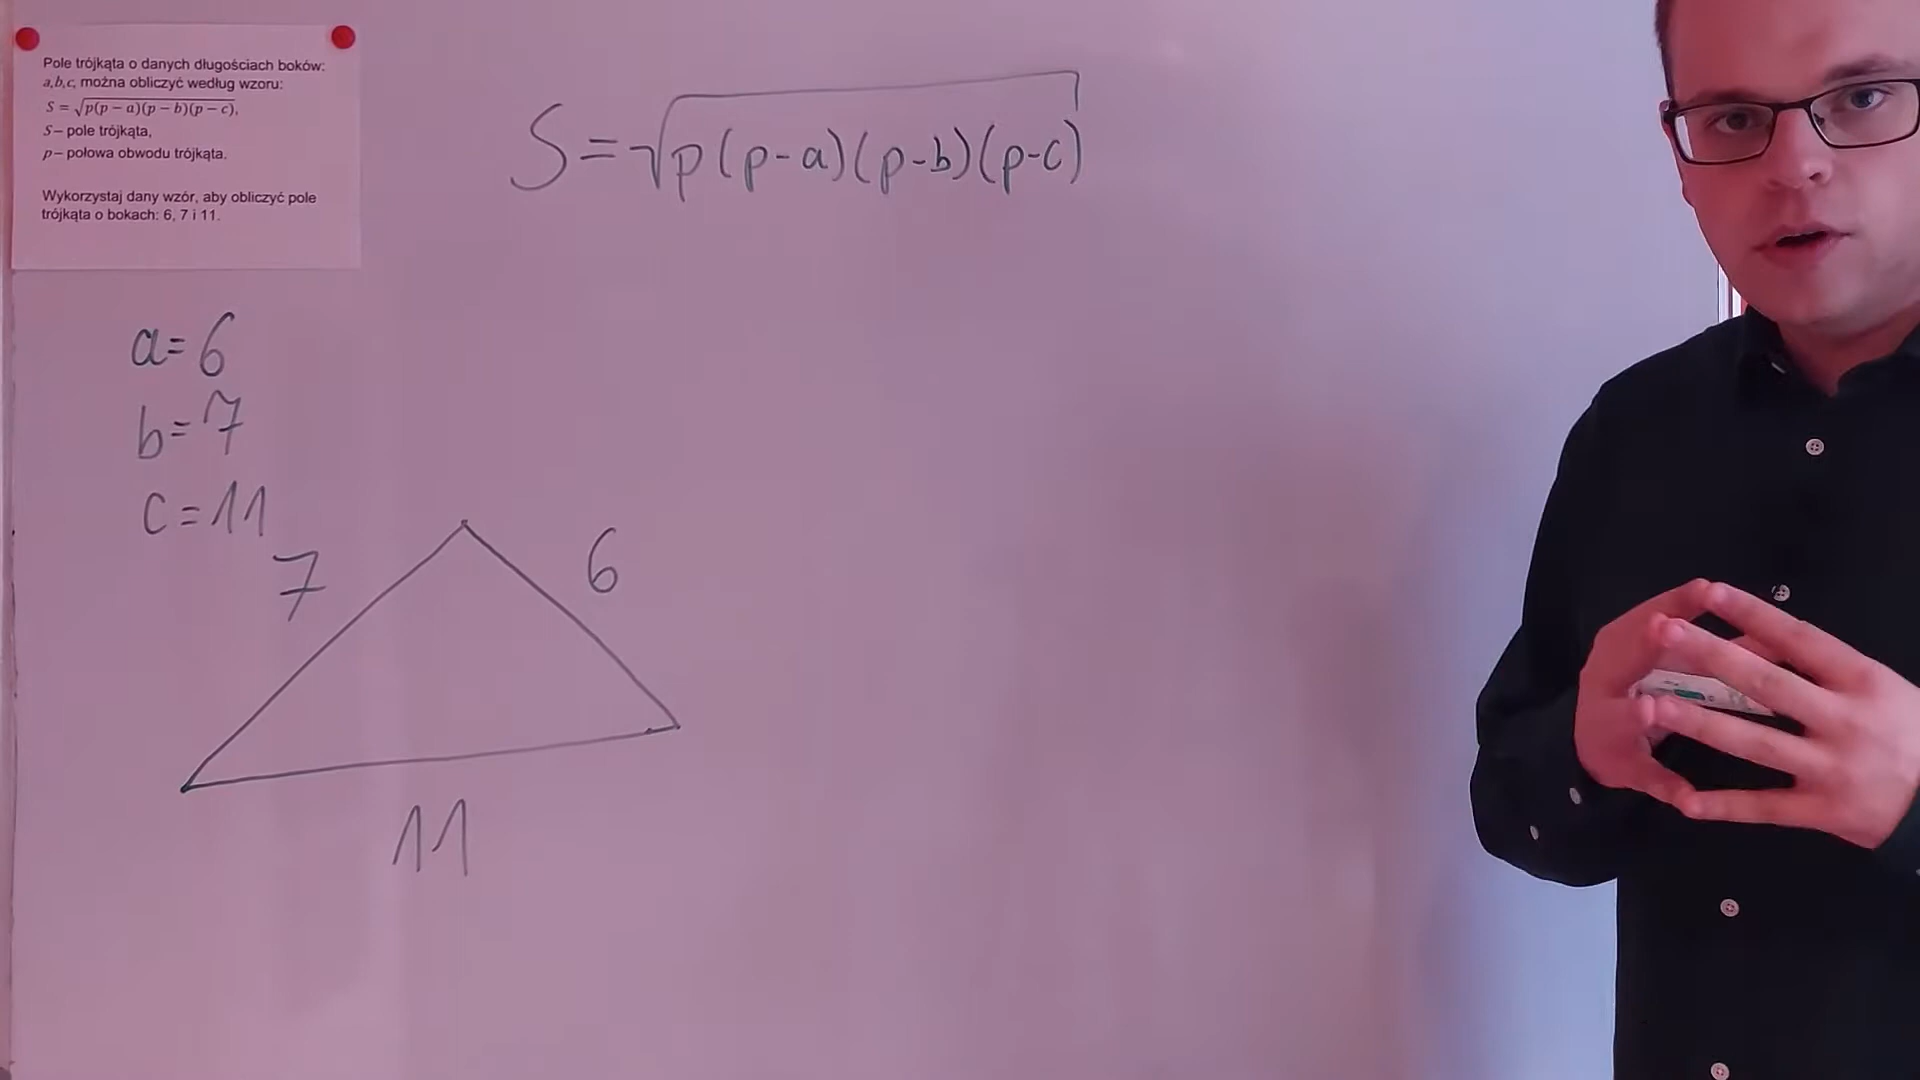 Pole trójkąta o danych długościach boków:
a,b,c, można obliczyć według wzoru:
S = √p(p − a)(p − b)(p − c),
S– pole trójkąta,
p– połowa obwodu trójkąta.
Wykorzystaj dany wzór, aby obliczyć pole
trójkąta o bokach: 6, 7 i 11.
S=√p(p-a)(p-b)(p-c)
a=6
b=7
c=11
7
6
11